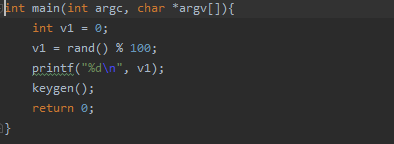 int main(int argc, char *argv[]){
    int v1 = 0;
    v1 = rand() % 100;
    printf("%d\n", v1);
    keygen();
    return 0;
}